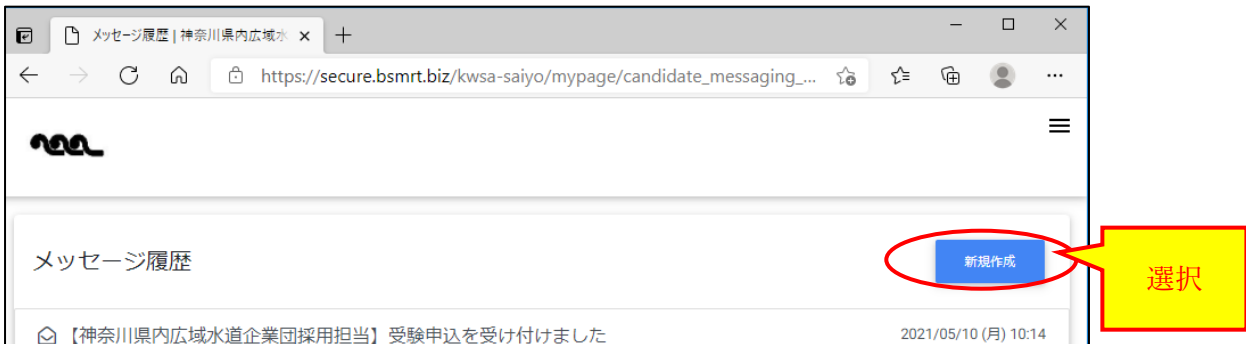 メッセージ履歴 | 神奈川県内広域水
https://secure.bsmrt.biz/kwsa-saiyo/mypage/candidate_messaging_...
メッセージ履歴
新規作成
選択
【神奈川県内広域水道企業団採用担当】受験申込を受け付けました
2021/05/10 (月) 10:14